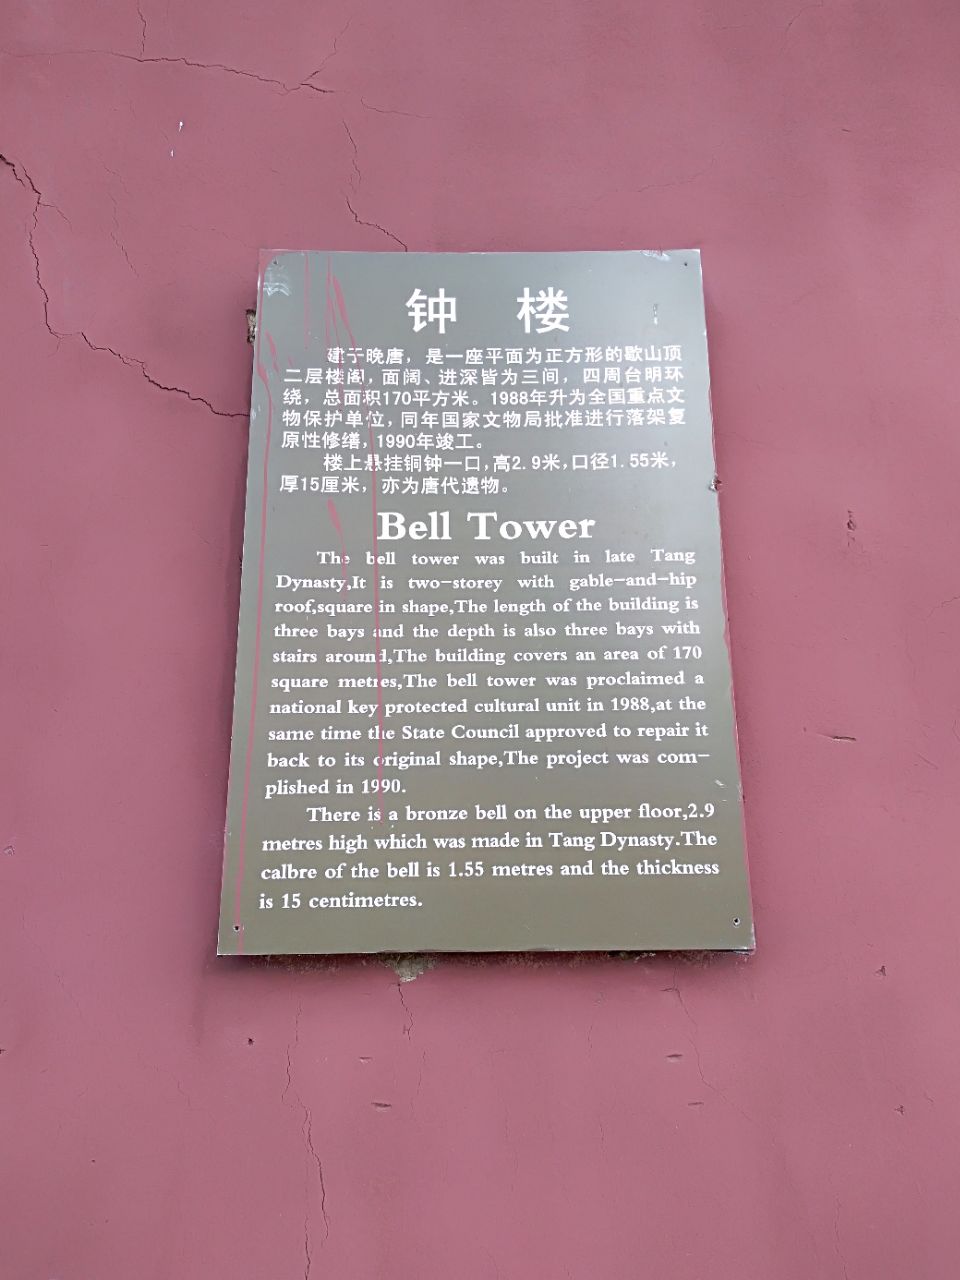 钟 楼
建于晚唐，是一座平面为正方形的歇山顶
二层楼阁，面阔、进深皆为三间，四周台明环
绕，总面积170平方米。1988年升为全国重点文
物保护单位，同年国家文物局批准进行落架复
原性修缮，1990年竣工。
楼上悬挂铜钟一口，高2.9米，口径1.55米，
厚15厘米，亦为唐代遗物。
Bell Tower
The bell tower was built in late Tang
Dynasty,It is two-storey with gable-and-hip
roof,square in shape,The length of the building is
three bays and the depth is also three bays with
stairs around,The building covers an area of 170
square metres,The bell tower was proclaimed a
national key protected cultural unit in 1988,at the
same time the State Council approved to repair it
back to its original shape,The project was com-
plished in 1990.
There is a bronze bell on the upper floor,2.9
metres high which was made in Tang Dynasty.The
calbre of the bell is 1.55 metres and the thickness
is 15 centimetres.